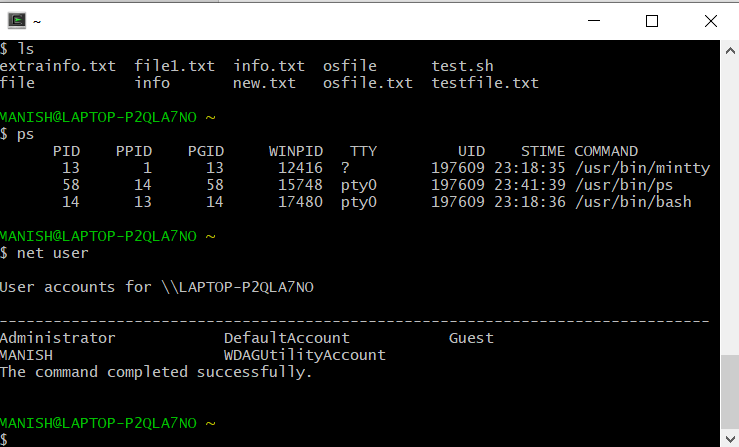 ~
$ ls
extrainfo.txt  file1.txt  info.txt  osfile      test.sh
file           info       new.txt   osfile.txt  testfile.txt

MANISH@LAPTOP-P2QLA7NO ~
$ ps
      PID    PPID    PGID     WINPID   TTY         UID    STIME COMMAND
       13       1      13      12416  ?         197609 23:18:35 /usr/bin/mintty
       58      14      58      15748  pty0      197609 23:41:39 /usr/bin/ps
       14      13      14      17480  pty0      197609 23:18:36 /usr/bin/bash

MANISH@LAPTOP-P2QLA7NO ~
$ net user

User accounts for \\LAPTOP-P2QLA7NO

-------------------------------------------------------------------------------
Administrator            DefaultAccount           Guest
MANISH                   WDAGUtilityAccount
The command completed successfully.


MANISH@LAPTOP-P2QLA7NO ~
$